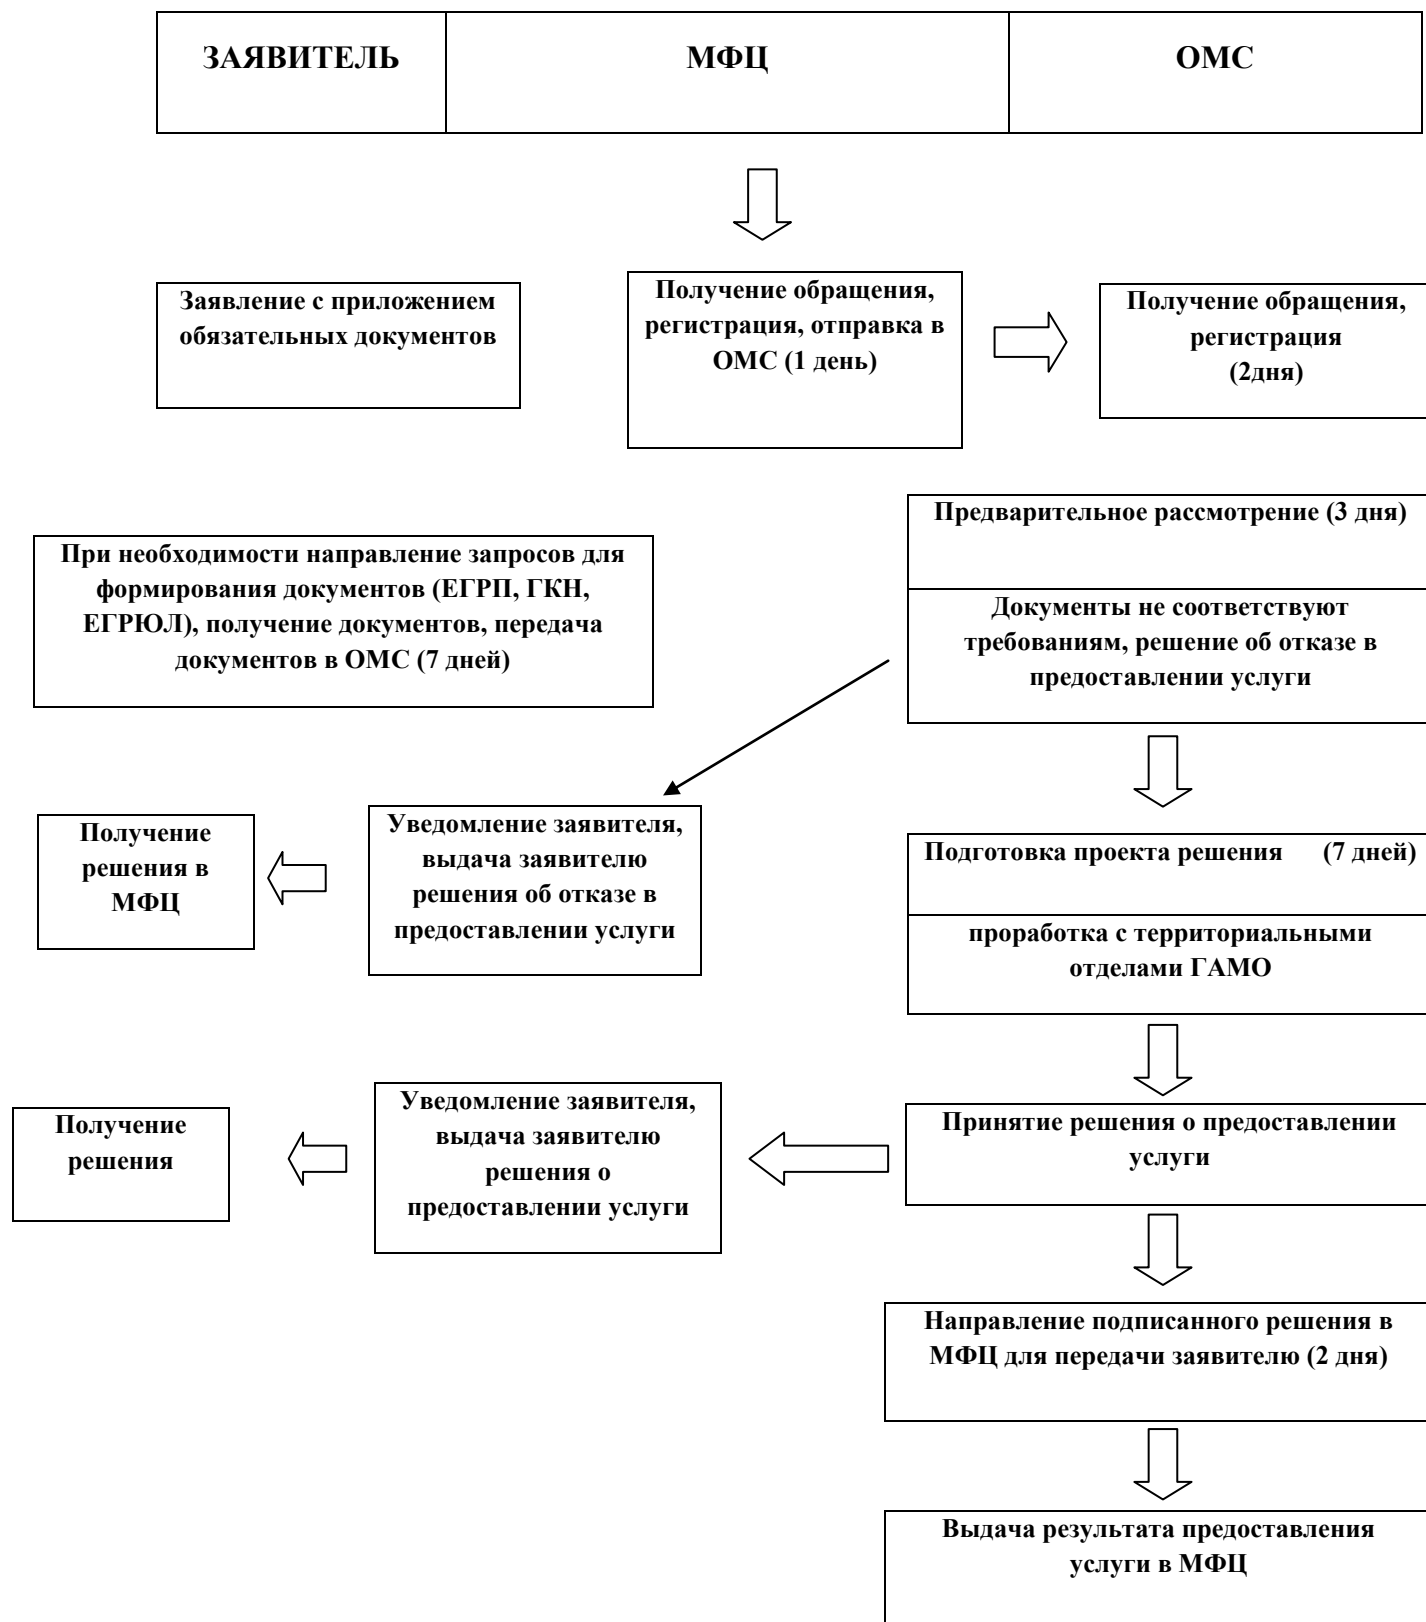 ЗАЯВИТЕЛЬ
МФЦ
ОМС
Заявление с приложением
обязательных документов
Получение обращения,
регистрация, отправка в
ОМС (1 день)
Получение обращения,
регистрация
(2дня)
При необходимости направление запросов для
формирования документов (ЕГРП, ГКН,
ЕГРЮЛ), получение документов, передача
документов в ОМС (7 дней)
Предварительное рассмотрение (3 дня)
Документы не соответствуют
требованиям, решение об отказе в
предоставлении услуги
Получение
решения в
МФЦ
Уведомление заявителя,
выдача заявителю
решения об отказе в
предоставлении услуги
Подготовка проекта решения (7 дней)
проработка с территориальными
отделами ГАМО
Получение
решения
Уведомление заявителя,
выдача заявителю
решения о
предоставлении услуги
Принятие решения о предоставлении
услуги
Направление подписанного решения в
МФЦ для передачи заявителю (2 дня)
Выдача результата предоставления
услуги в МФЦ